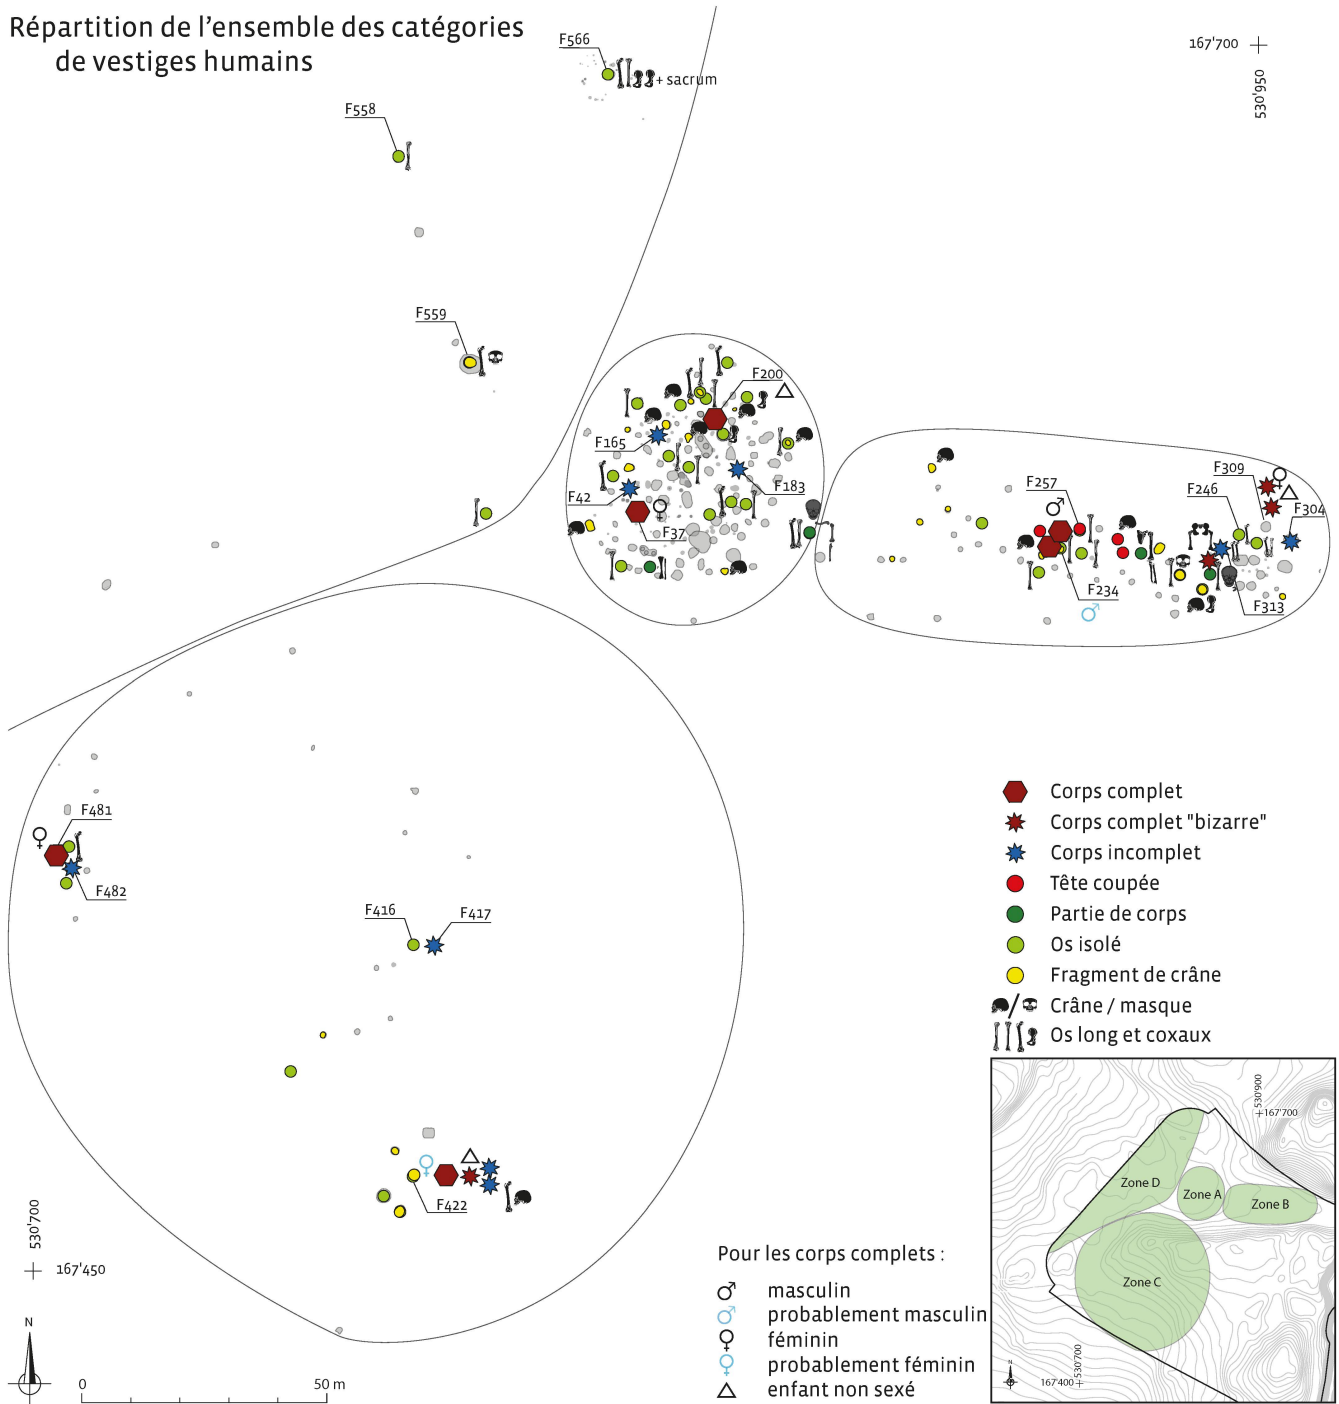 Répartition de l'ensemble des catégories
de vestiges humains
F566
+ sacrum
167'700
530'950
F558
F559
F200
F165
F42
F183
F37
F257
F309
F246
F304
F234
F313
F481
F482
F416
F417
F422
Corps complet
Corps complet "bizarre"
Corps incomplet
Tête coupée
Partie de corps
Os isolé
Fragment de crâne
/ Crâne / masque
Os long et coxaux
530'700
167'450
N
0 50 m
Pour les corps complets :
masculin
probablement masculin
féminin
probablement féminin
enfant non sexé
530'900
167'700
Zone D
Zone A
Zone B
Zone C
530'700
167'400
N